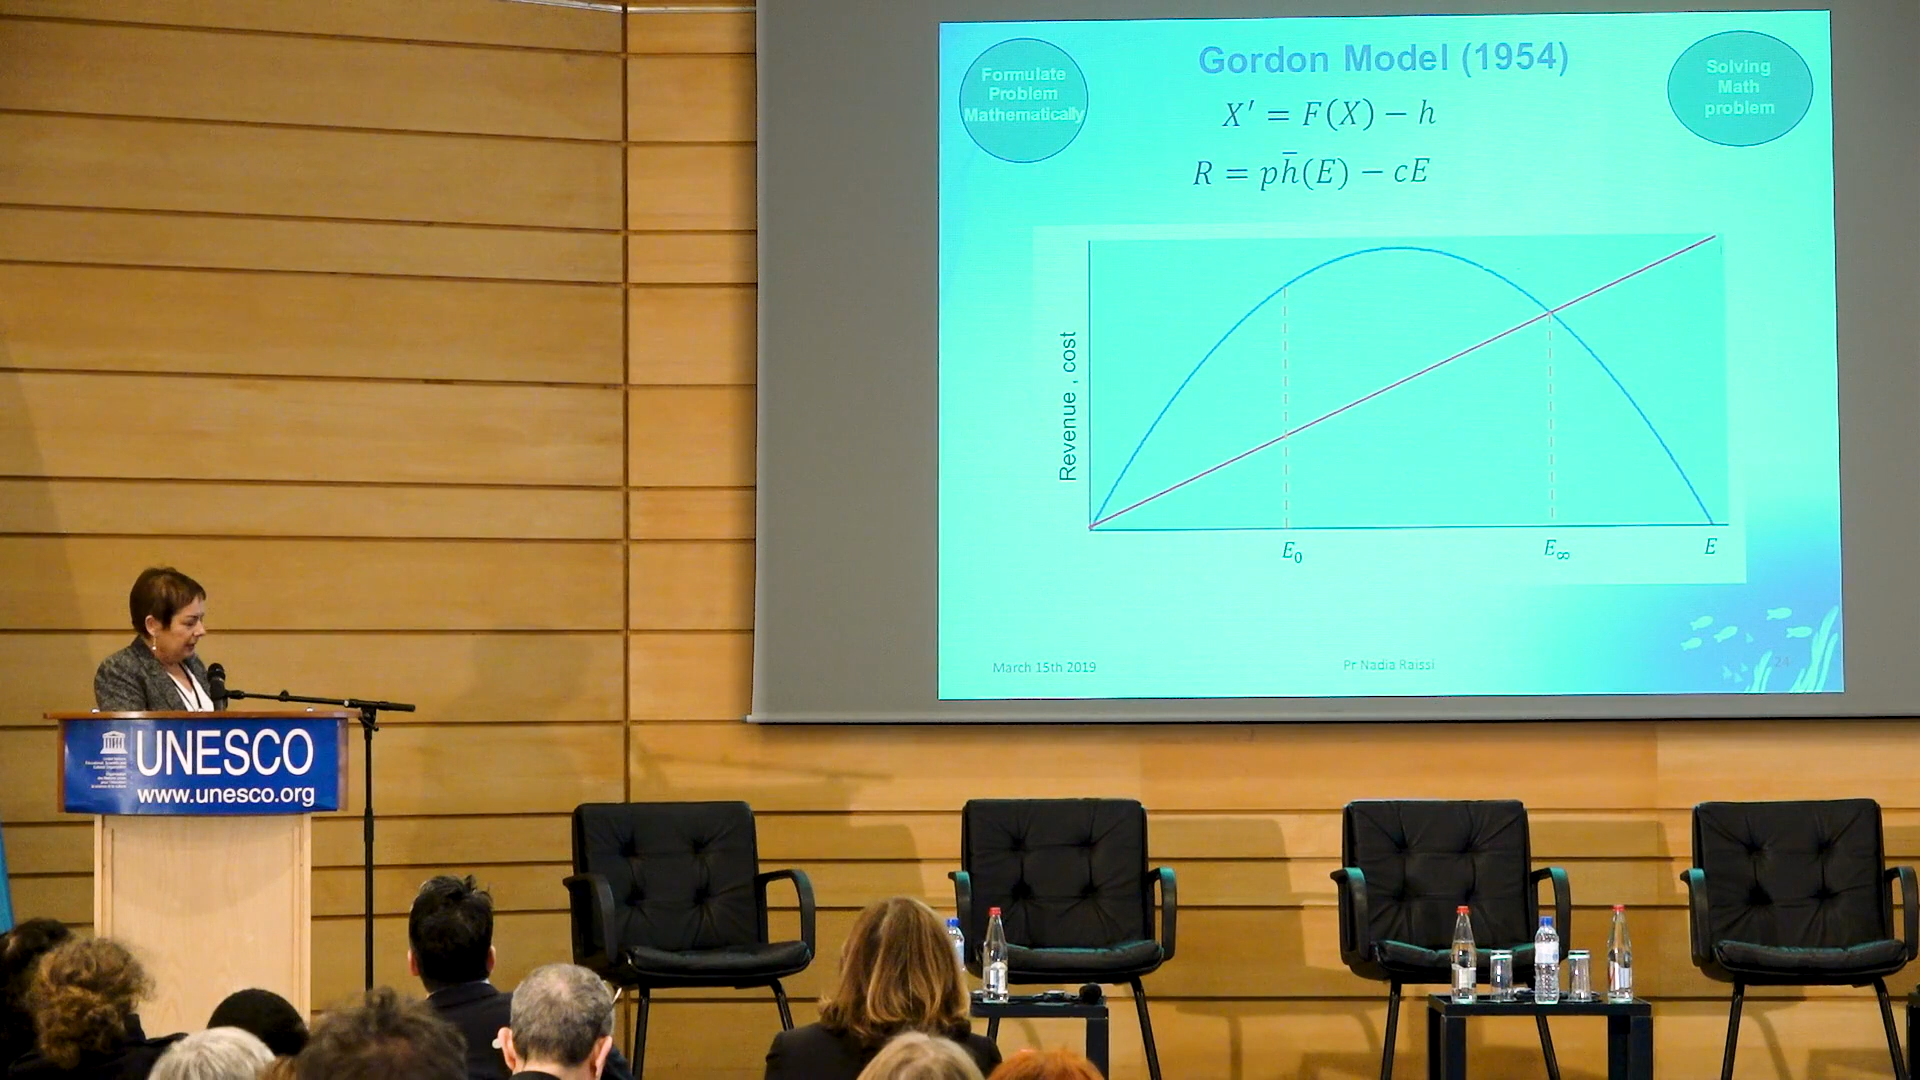 Formulate
Problem
Mathematically
Gordon Model (1954)
Solving
Math
problem
X′ = F(X) − h
R = ph̅(E) − cE
Revenue , cost
E₀
E∞
E
March 15th 2019
Pr Nadia Raissi
24
UNESCO
www.unesco.org